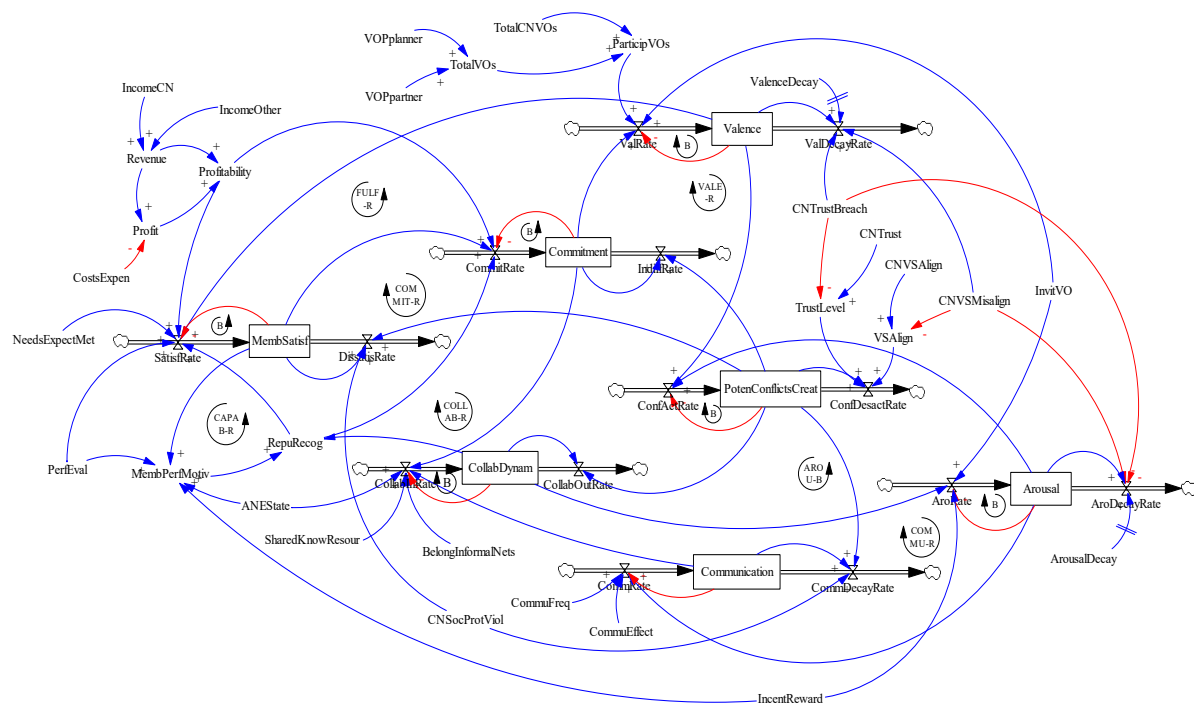 TotalCNVOs
VOPplanner
ParticipVOs
TotalVOs
VOPpartner
ValenceDecay
IncomeCN
IncomeOther
Valence
ValRate
B
ValDecayRate
Revenue
Profitability
FULF
-R
VALE
-R
CNTrustBreach
Profit
B
Commitment
CommitRate
CNTrust
CostsExpen
CNVSAlign
COM
MIT-R
TrustLevel
CNVSMisalign
InvitVO
NeedsExpectMet
B
MembSatisf
SatisfRate
VSAlign
PotenConflictsCreat
ConfActRate
B
ConfDesactRate
CAPA
B-R
COLL
AB-R
RepuRecog
PerfEval
MembPerfMotiv
CollabDynam
B
CollabOutRate
ARO
U-B
Arousal
AroRate
B
AroDecayRate
ANEState
COM
MU-R
SharedKnowResour
BelongInformalNets
ArousalDecay
Communication
CommRate
CommDecayRate
CommuFreq
CNSocProtViol
CommuEffect
IncentReward